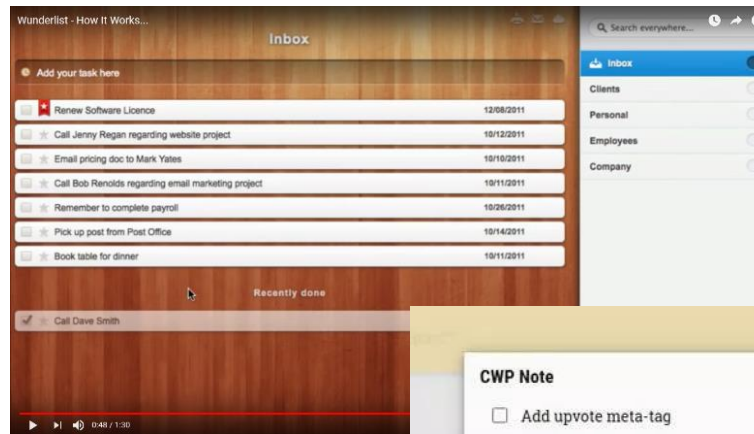 Wunderlist - How It Works...
Inbox
Add your task here
Renew Software Licence 12/08/2011
Call Jenny Regan regarding website project 10/12/2011
Email pricing doc to Mark Yates 10/10/2011
Call Bob Renolds regarding email marketing project 10/11/2011
Remember to complete payroll 10/26/2011
Pick up post from Post Office 10/14/2011
Book table for dinner 10/11/2011
Recently done
Call Dave Smith
0:48 / 1:30
Search everywhere...
Inbox
Clients
Personal
Employees
Company
CWP Note
Add upvote meta-tag